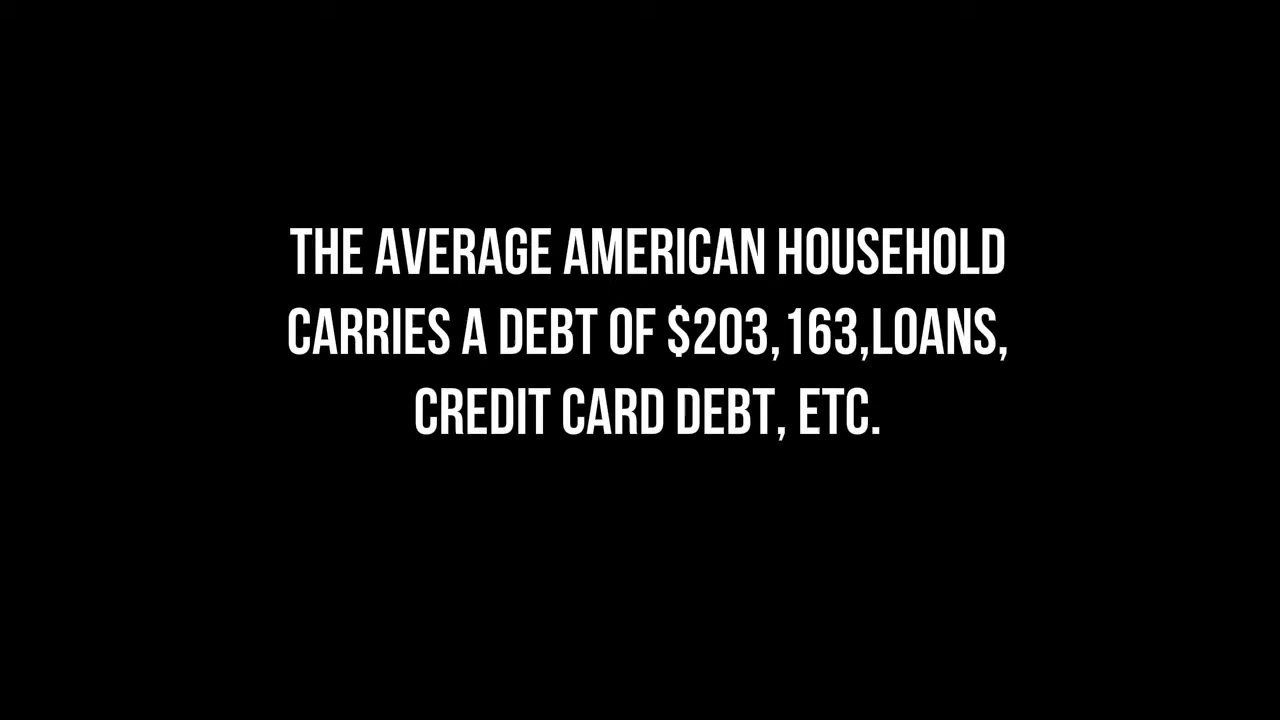 THE AVERAGE AMERICAN HOUSEHOLD
CARRIES A DEBT OF $203,163,LOANS,
CREDIT CARD DEBT, ETC.